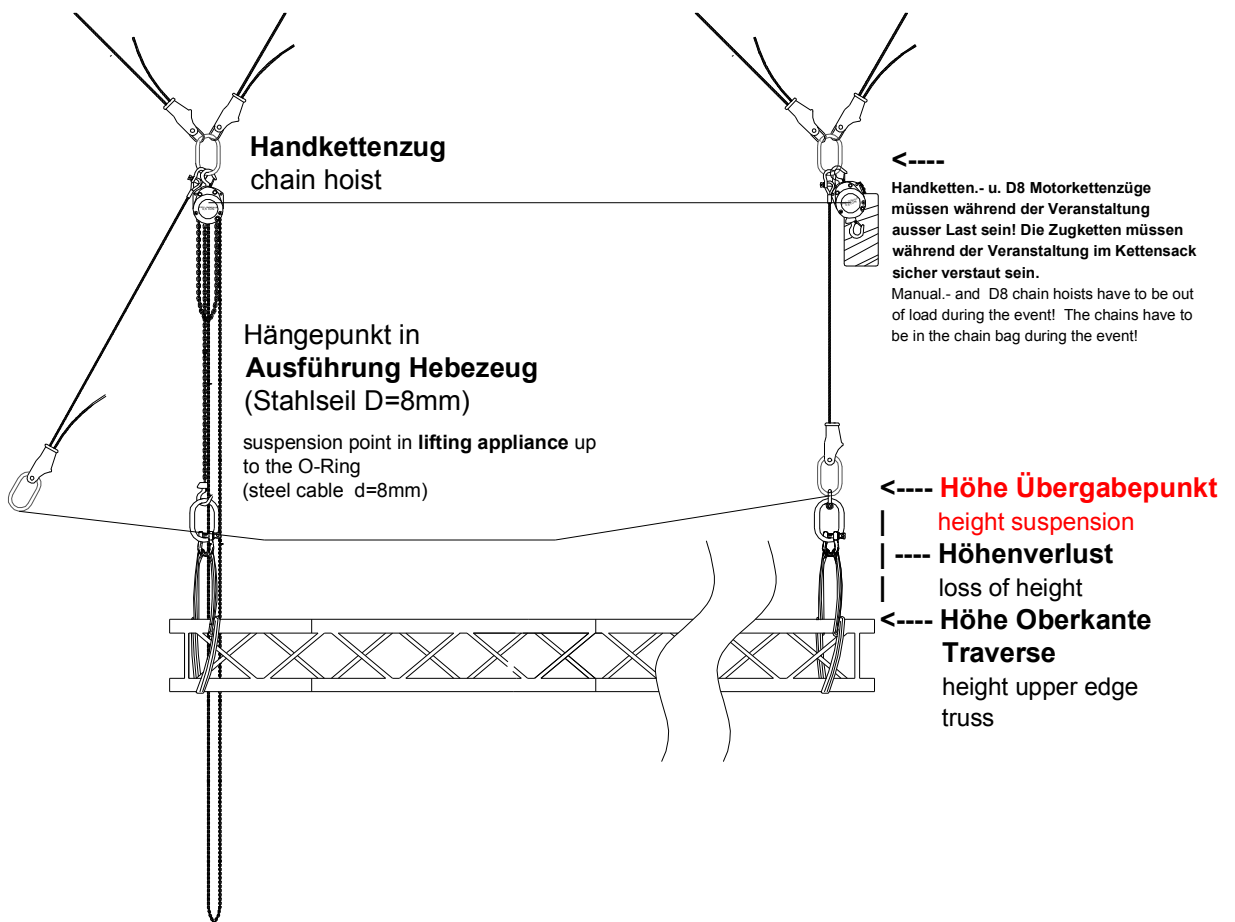 Handkettenzug
chain hoist
<----
Handketten.- u. D8 Motorkettenzüge
müssen während der Veranstaltung
ausser Last sein! Die Zugketten müssen
während der Veranstaltung im Kettensack
sicher verstaut sein.
Manual.- and D8 chain hoists have to be out
of load during the event! The chains have to
be in the chain bag during the event!
Hängepunkt in
Ausführung Hebezeug
(Stahlseil D=8mm)
suspension point in lifting appliance up
to the O-Ring
(steel cable d=8mm)
<---- Höhe Übergabepunkt
| height suspension
| ---- Höhenverlust
| loss of height
<---- Höhe Oberkante
Traverse
height upper edge
truss